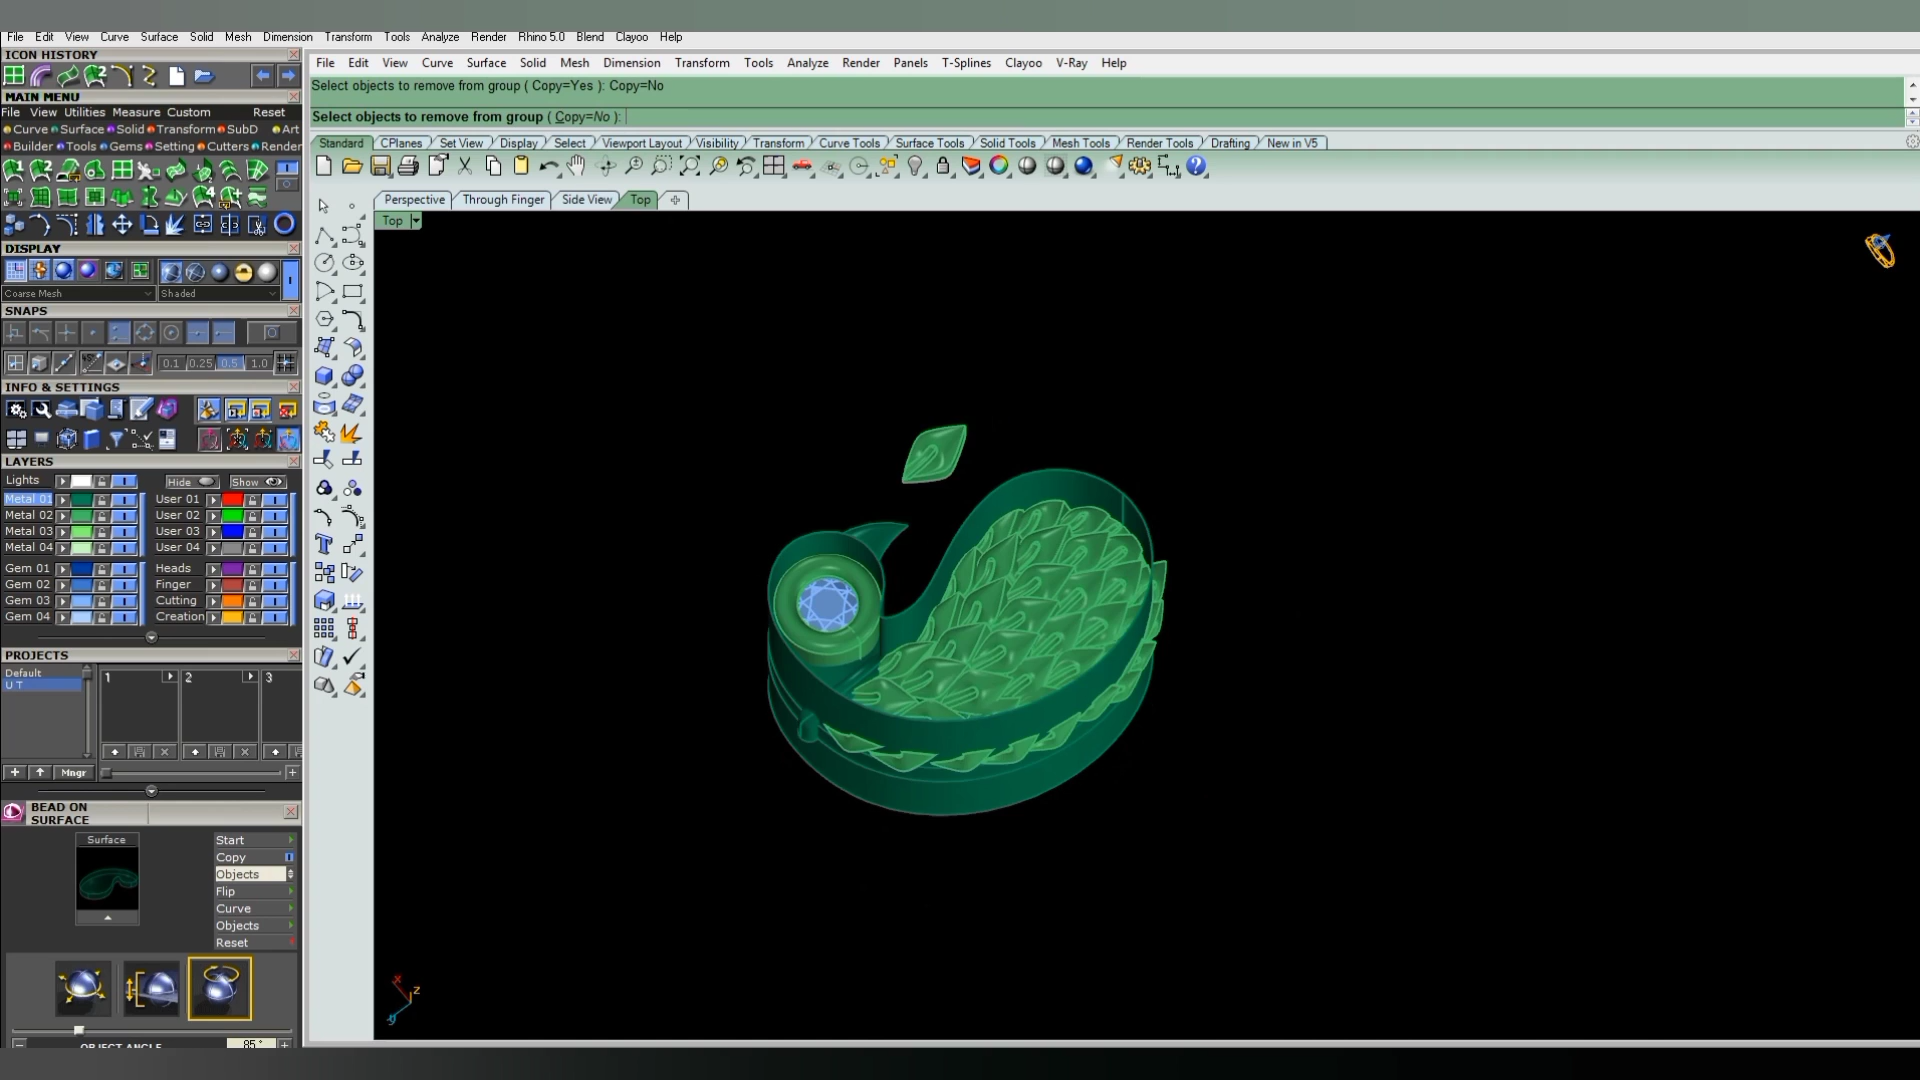 File Edit View Curve Surface Solid Mesh Dimension Transform Tools Analyze Render Rhino 5.0 Blend Clayoo Help
ICON HISTORY
MAIN MENU
File View Utilities Measure Custom Reset
Curve Surface Solid Transform SubD Art
Builder Tools Gems Setting Cutters Render
DISPLAY
Coarse Mesh Shaded
SNAPS
0.1 0.25 0.5 1.0
INFO & SETTINGS
LAYERS
Lights Hide Show
Metal 01 User 01
Metal 02 User 02
Metal 03 User 03
Metal 04 User 04
Gem 01 Heads
Gem 02 Finger
Gem 03 Cutting
Gem 04 Creation
PROJECTS
Default
U T
1 2 3
Mngr
BEAD ON
SURFACE
Surface
Start
Copy
Objects
Flip
Curve
Objects
Reset
OBJECT ANGLE 85°
File Edit View Curve Surface Solid Mesh Dimension Transform Tools Analyze Render Panels T-Splines Clayoo V-Ray Help
Select objects to remove from group ( Copy=Yes ): Copy=No
Select objects to remove from group ( Copy=No ):
Standard CPlanes Set View Display Select Viewport Layout Visibility Transform Curve Tools Surface Tools Solid Tools Mesh Tools Render Tools Drafting New in V5
Perspective Through Finger Side View Top
Top
x
z
y